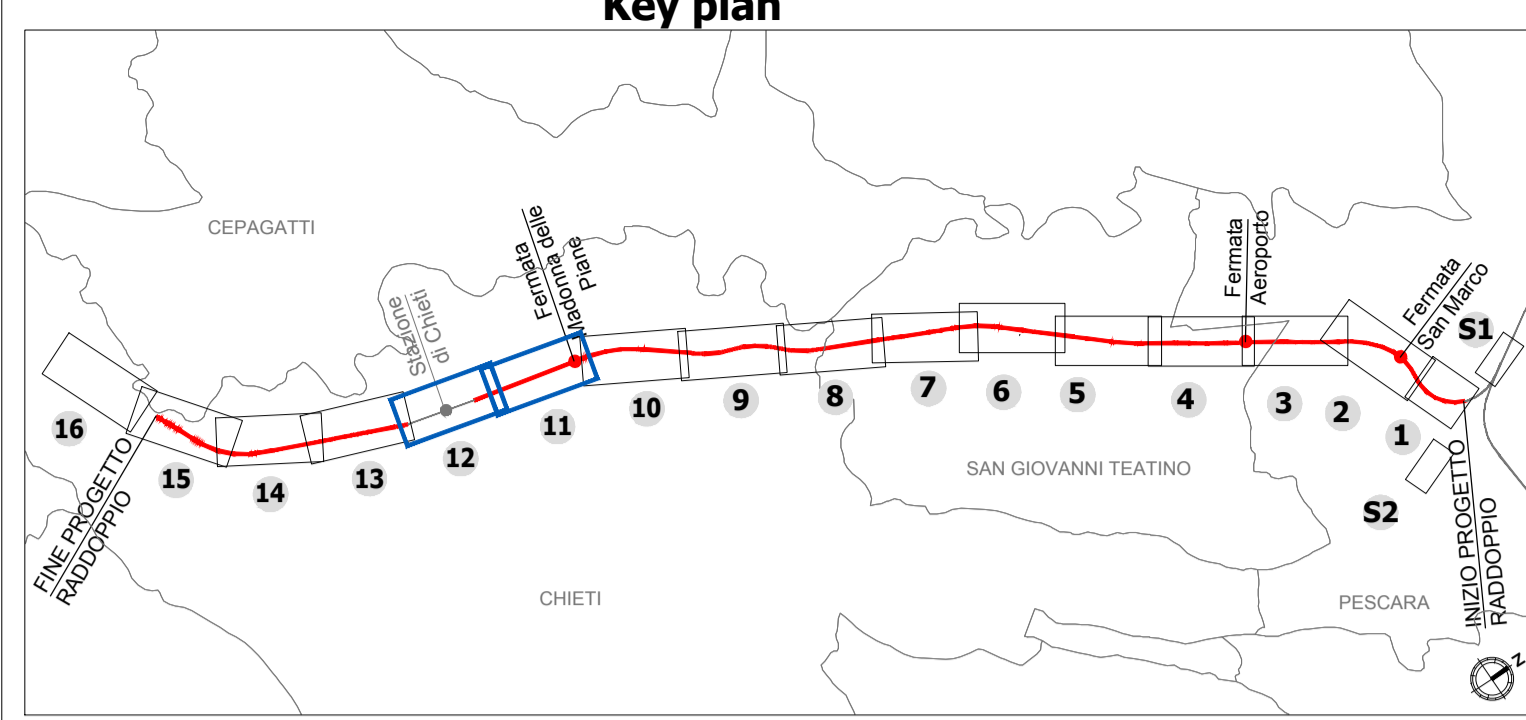 Key plan
CEPAGATTI
Fermata
Madonna delle
Piane
Stazione
di Chieti
Fermata
Aeroporto
Fermata
San Marco
S1
16
15
14
13
12
11
10
9
8
7
6
5
4
3
2
1
S2
SAN GIOVANNI TEATINO
FINE PROGETTO
RADDOPPIO
CHIETI
PESCARA
INIZIO PROGETTO
RADDOPPIO
N